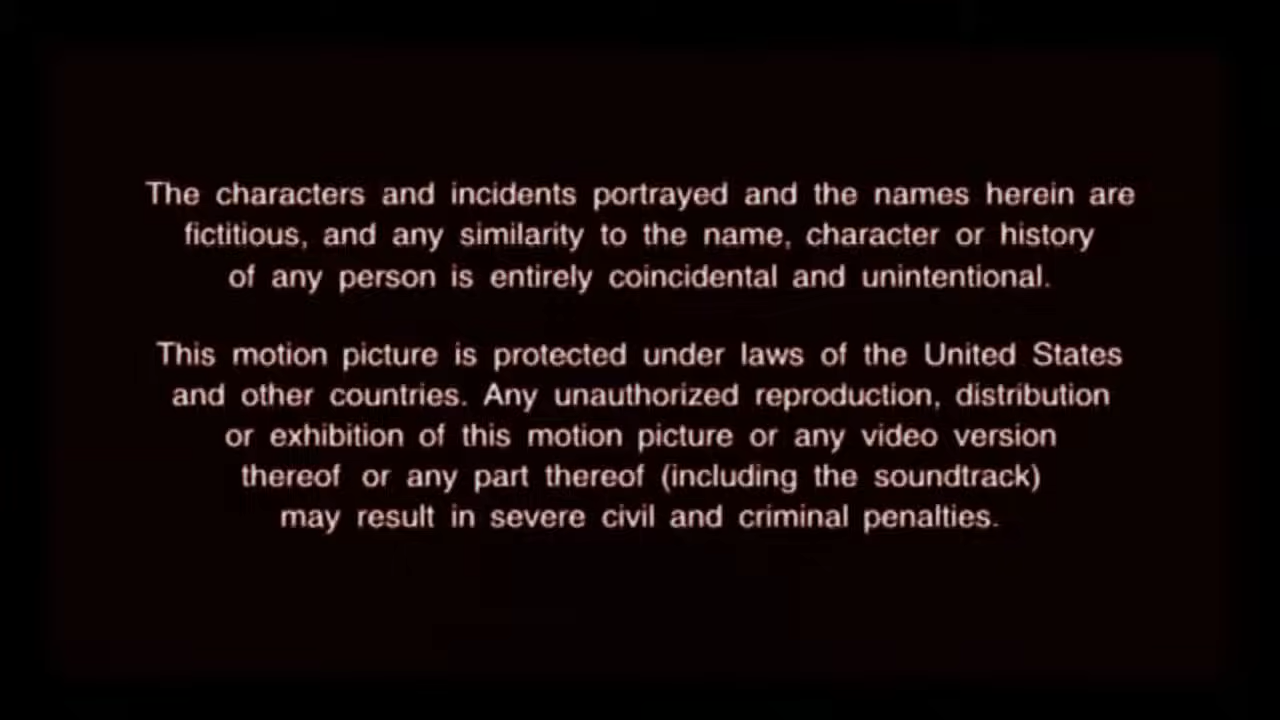 The characters and incidents portrayed and the names herein are
fictitious, and any similarity to the name, character or history
of any person is entirely coincidental and unintentional.
This motion picture is protected under laws of the United States
and other countries. Any unauthorized reproduction, distribution
or exhibition of this motion picture or any video version
thereof or any part thereof (including the soundtrack)
may result in severe civil and criminal penalties.